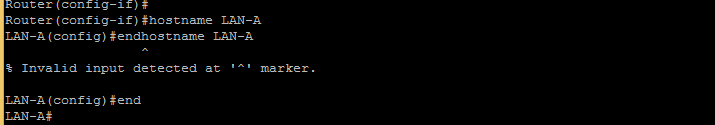 Router(config-if)#
Router(config-if)#hostname LAN-A
LAN-A(config)#endhostname LAN-A
^
% Invalid input detected at '^' marker.
LAN-A(config)#end
LAN-A#